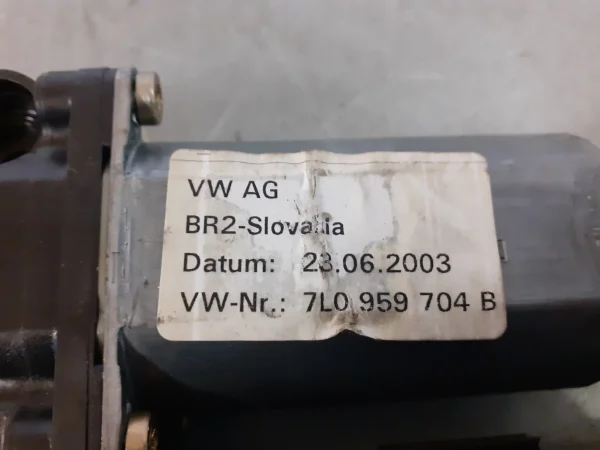 VW AG
BR2-Slovakia
Datum: 23.06.2003
VW-Nr.: 7L0 959 704 B